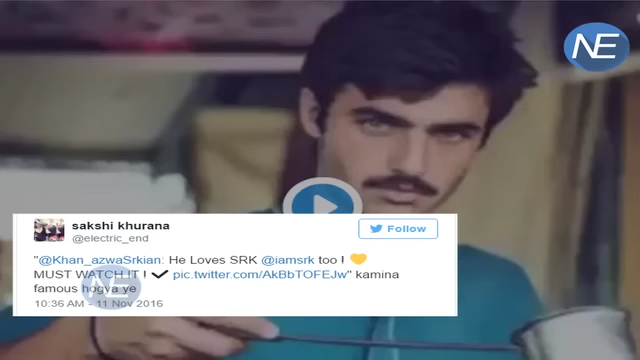 NE
sakshi khurana
Follow
@electric_end
"@Khan_azwaSrkian: He Loves SRK @iamsrk too ! 💛
MUST WATCH IT ! ✔ pic.twitter.com/AkBbTOFEJw" kamina
famous hogya ye
NE
10:36 AM - 11 Nov 2016